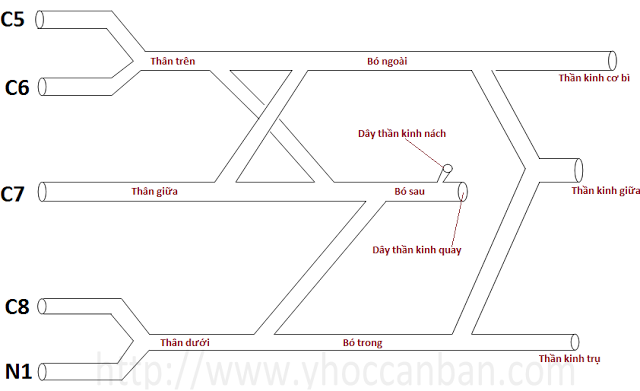 C5
Thân trên
Bó ngoài
C6
Thần kinh cơ bì
Dây thần kinh nách
C7
Thân giữa
Bó sau
Thần kinh giữa
Dây thần kinh quay
C8
Thân dưới
Bó trong
Thần kinh trụ
N1
http://www.yhoccanban.com